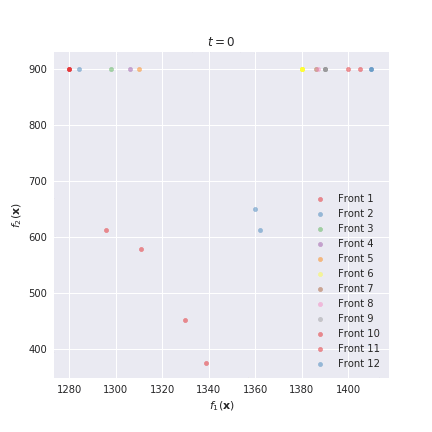 t = 0
f₂(x)
900
800
700
600
500
400
1280 1300 1320 1340 1360 1380 1400
f₁(x)
Front 1
Front 2
Front 3
Front 4
Front 5
Front 6
Front 7
Front 8
Front 9
Front 10
Front 11
Front 12